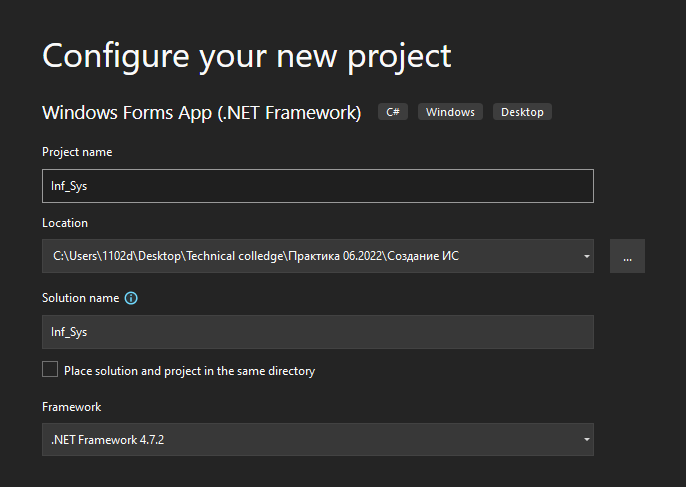 Configure your new project
Windows Forms App (.NET Framework) C# Windows Desktop
Project name
Inf_Sys
Location
C:\Users\1102d\Desktop\Technical colledge\Практика 06.2022\Создание ИС
...
Solution name
Inf_Sys
Place solution and project in the same directory
Framework
.NET Framework 4.7.2